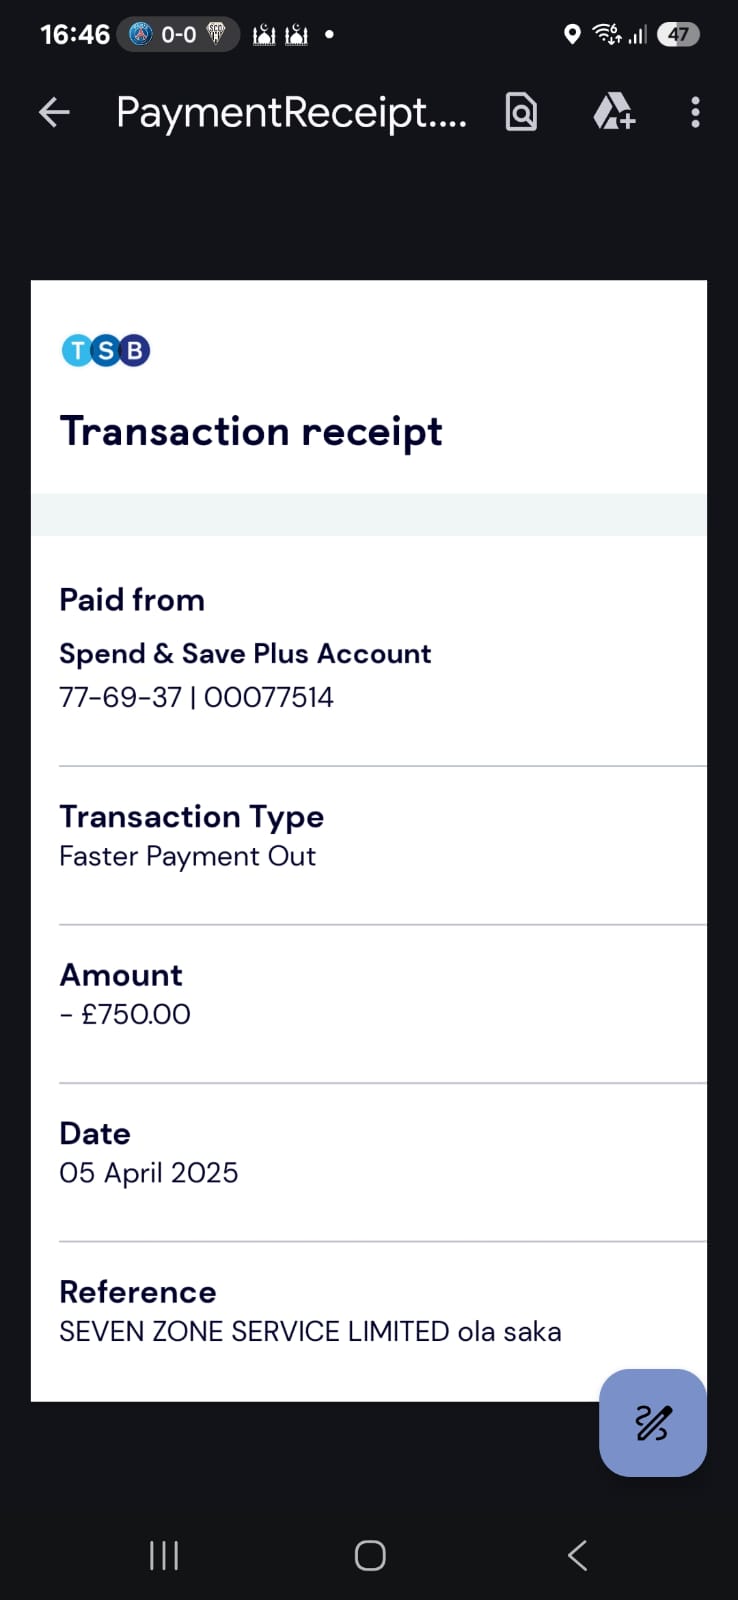 16:46 0-0 47
PaymentReceipt....
TSB
Transaction receipt
Paid from
Spend & Save Plus Account
77-69-37 | 00077514
Transaction Type
Faster Payment Out
Amount
- £750.00
Date
05 April 2025
Reference
SEVEN ZONE SERVICE LIMITED ola saka